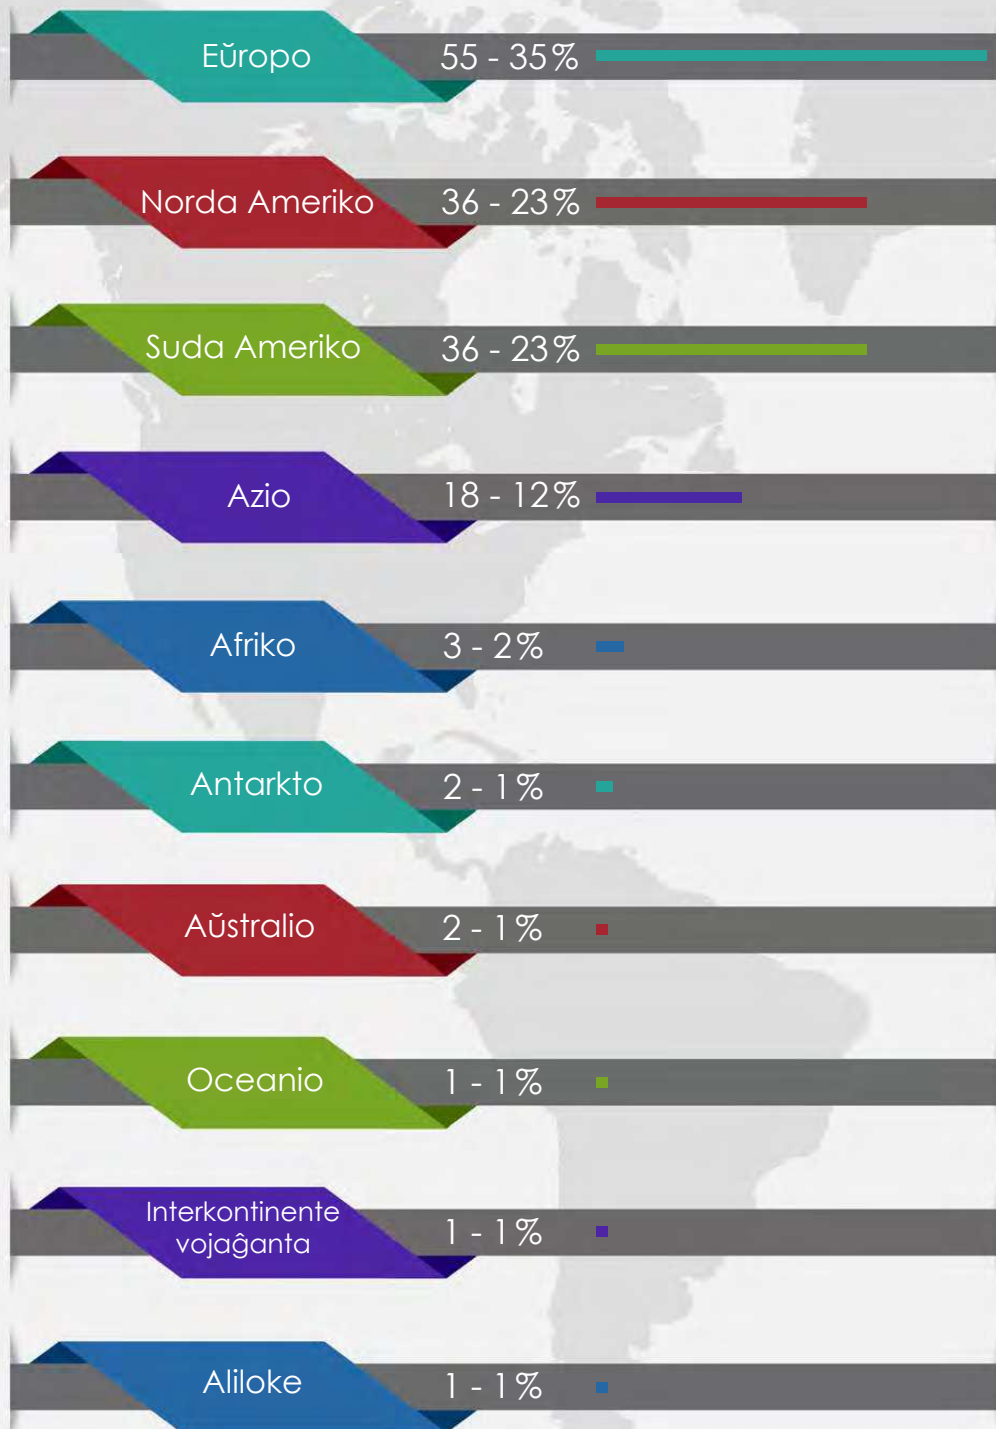 Eŭropo 55 - 35%
Norda Ameriko 36 - 23%
Suda Ameriko 36 - 23%
Azio 18 - 12%
Afriko 3 - 2%
Antarkto 2 - 1%
Aŭstralio 2 - 1%
Oceanio 1 - 1%
Interkontinente
vojaĝanta 1 - 1%
Aliloke 1 - 1%